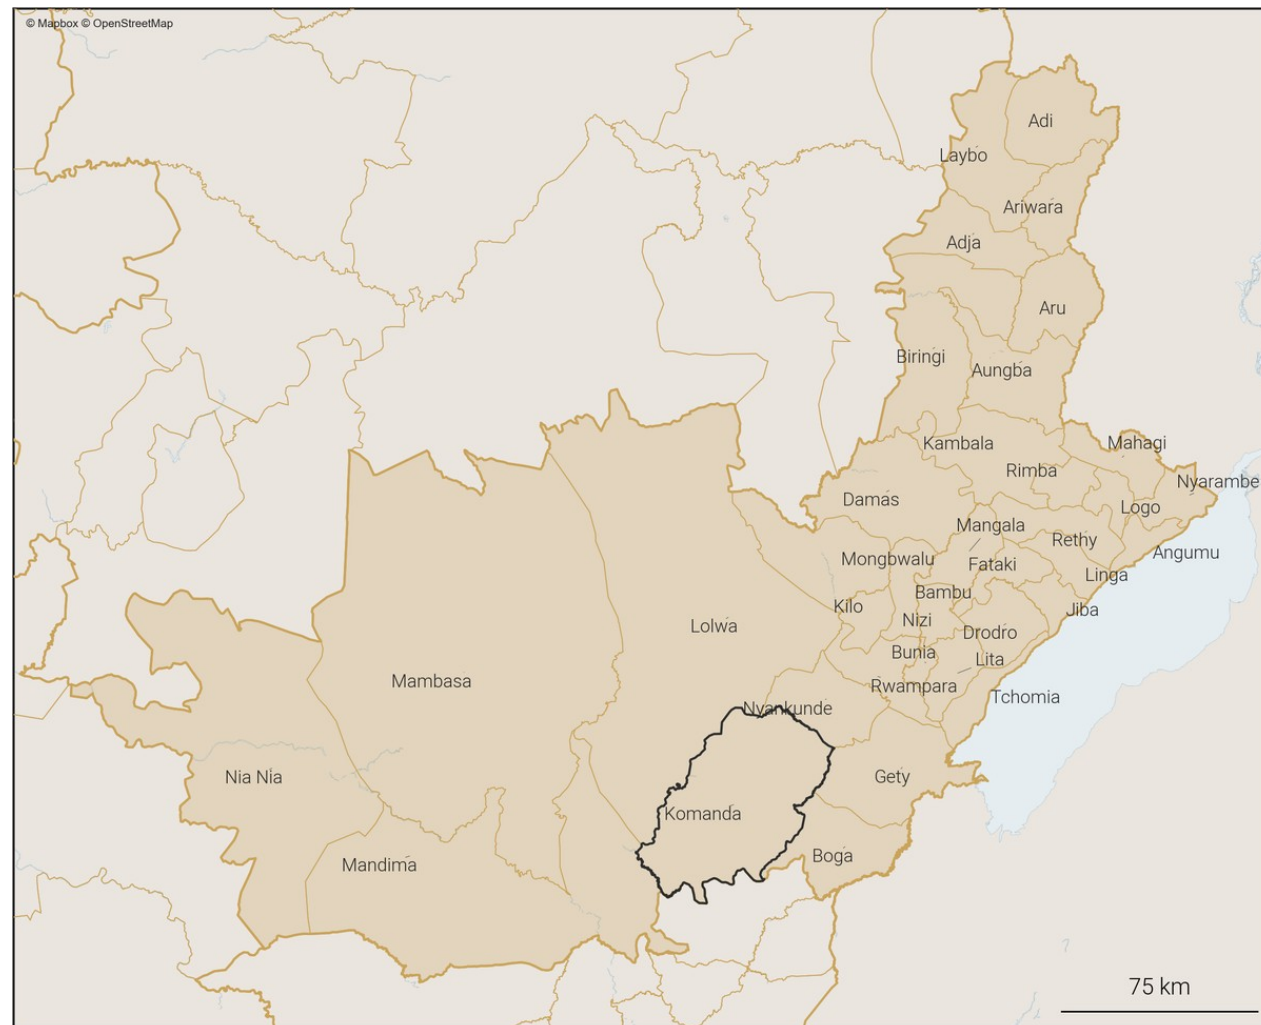 © Mapbox © OpenStreetMap
Adi
Laybo
Ariwara
Adja
Aru
Biringi
Aungba
Kambala
Mahagi
Rimba
Nyarambe
Damas
Logo
Mangala
Rethy
Angumu
Mongbwalu
Fataki
Linga
Bambu
Kilo
Jiba
Nizi
Lolwa
Drodro
Bunia
Lita
Mambasa
Rwampara
Tchomia
Nyankunde
Nia Nia
Gety
Komanda
Boga
Mandima
75 km